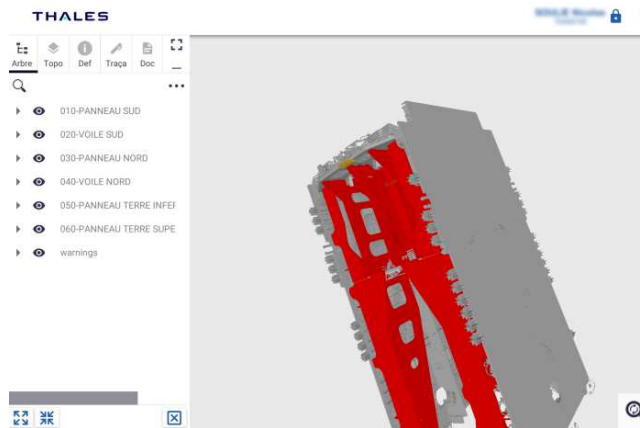 THALES
Arbre Topo Def Traça Doc
010-PANNEAU SUD
020-VOILE SUD
030-PANNEAU NORD
040-VOILE NORD
050-PANNEAU TERRE INFEF
060-PANNEAU TERRE SUPE
warnings